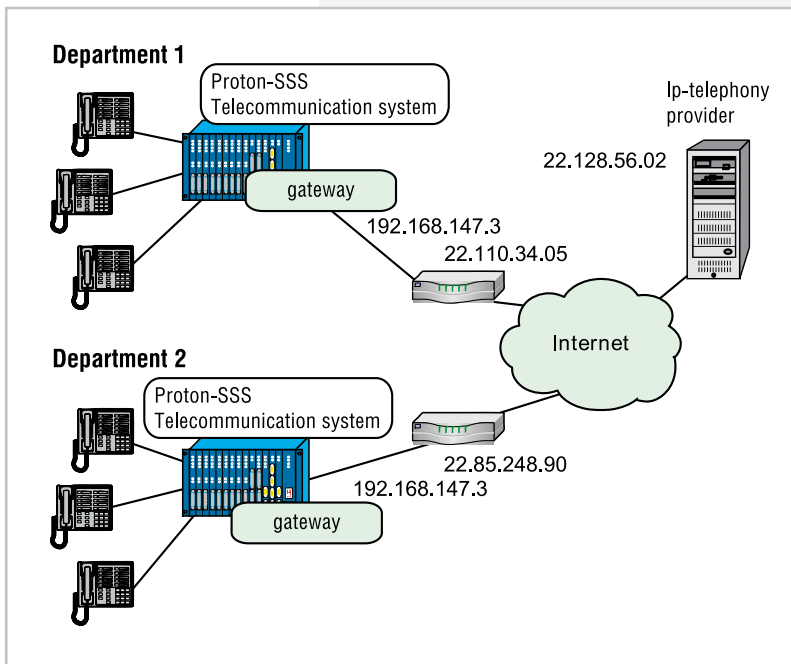 Department 1
Proton-SSS
Telecommunication system
gateway
Ip-telephony
provider
22.128.56.02
192.168.147.3
22.110.34.05
Internet
Department 2
Proton-SSS
Telecommunication system
gateway
22.85.248.90
192.168.147.3